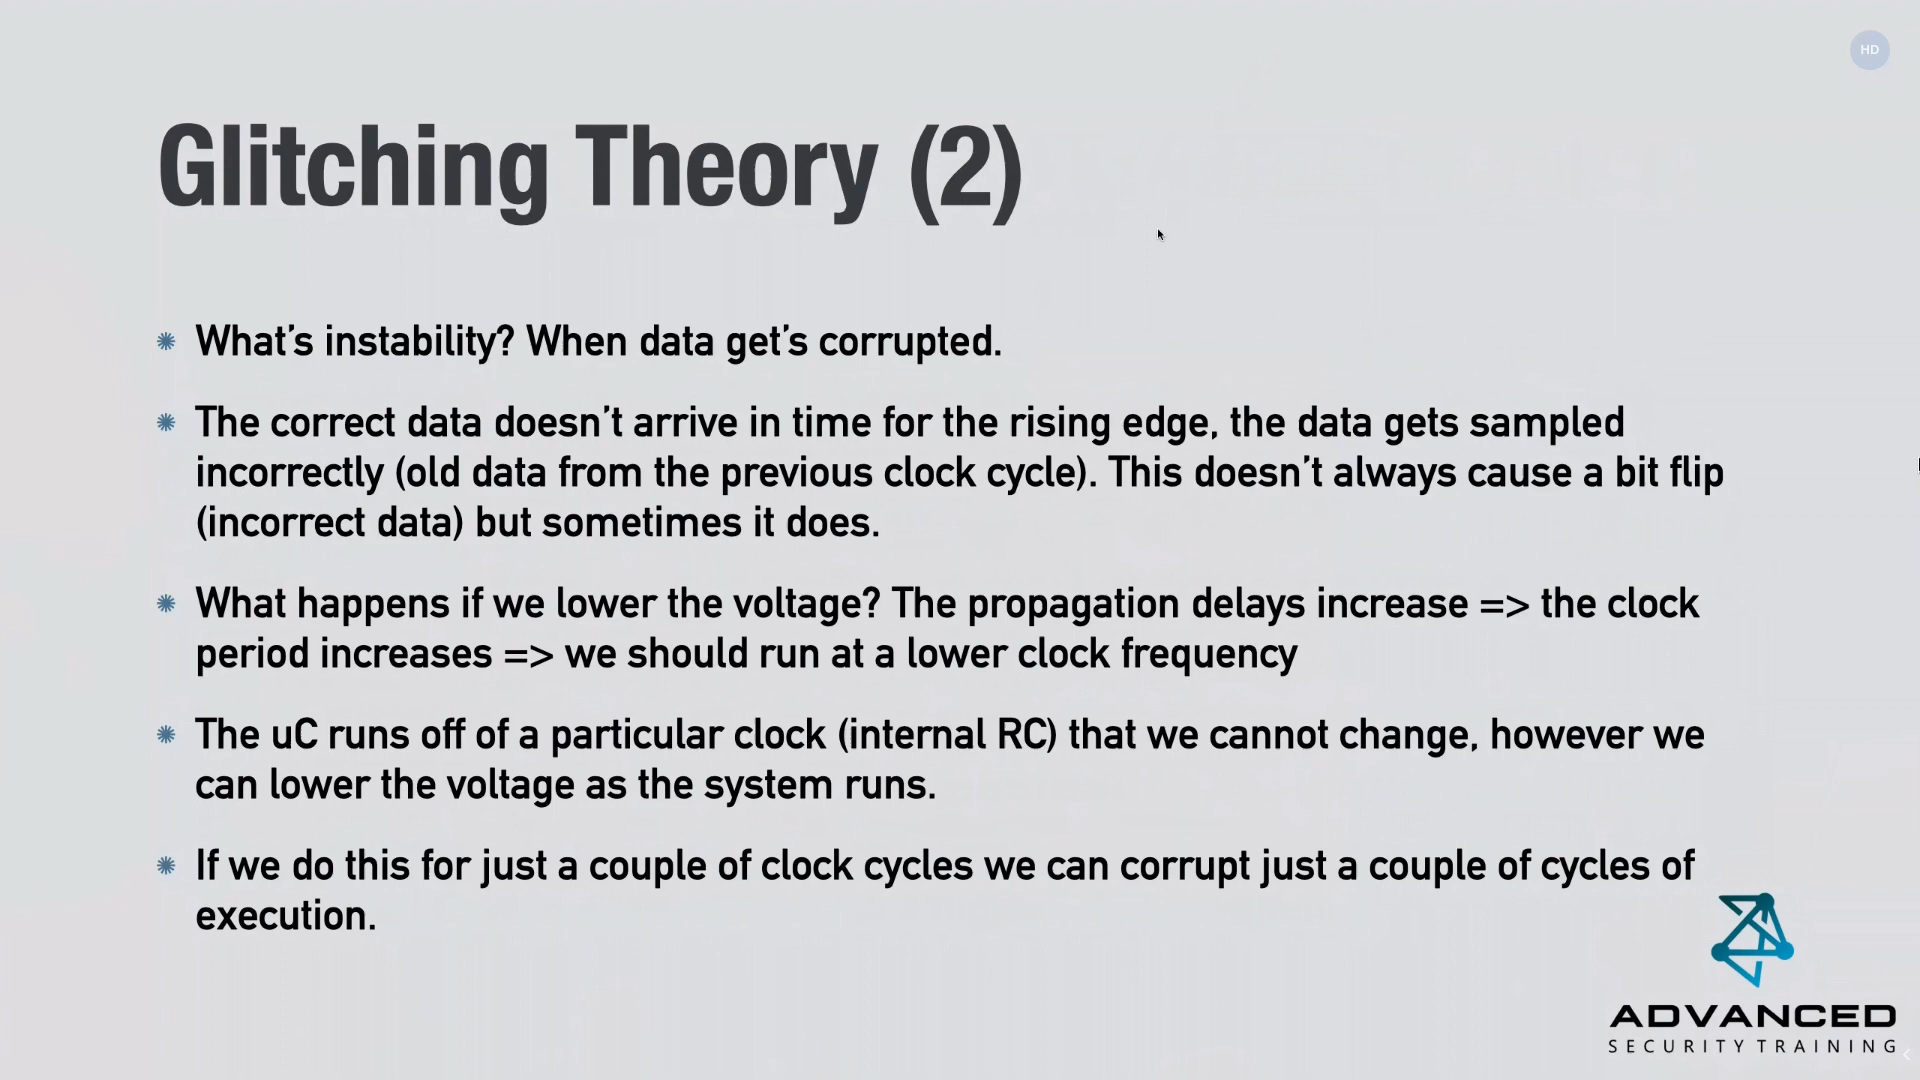 HD
Glitching Theory (2)
What’s instability? When data get’s corrupted.
The correct data doesn’t arrive in time for the rising edge, the data gets sampled
incorrectly (old data from the previous clock cycle). This doesn’t always cause a bit flip
(incorrect data) but sometimes it does.
What happens if we lower the voltage? The propagation delays increase => the clock
period increases => we should run at a lower clock frequency
The uC runs off of a particular clock (internal RC) that we cannot change, however we
can lower the voltage as the system runs.
If we do this for just a couple of clock cycles we can corrupt just a couple of cycles of
execution.
ADVANCED
SECURITY TRAINING